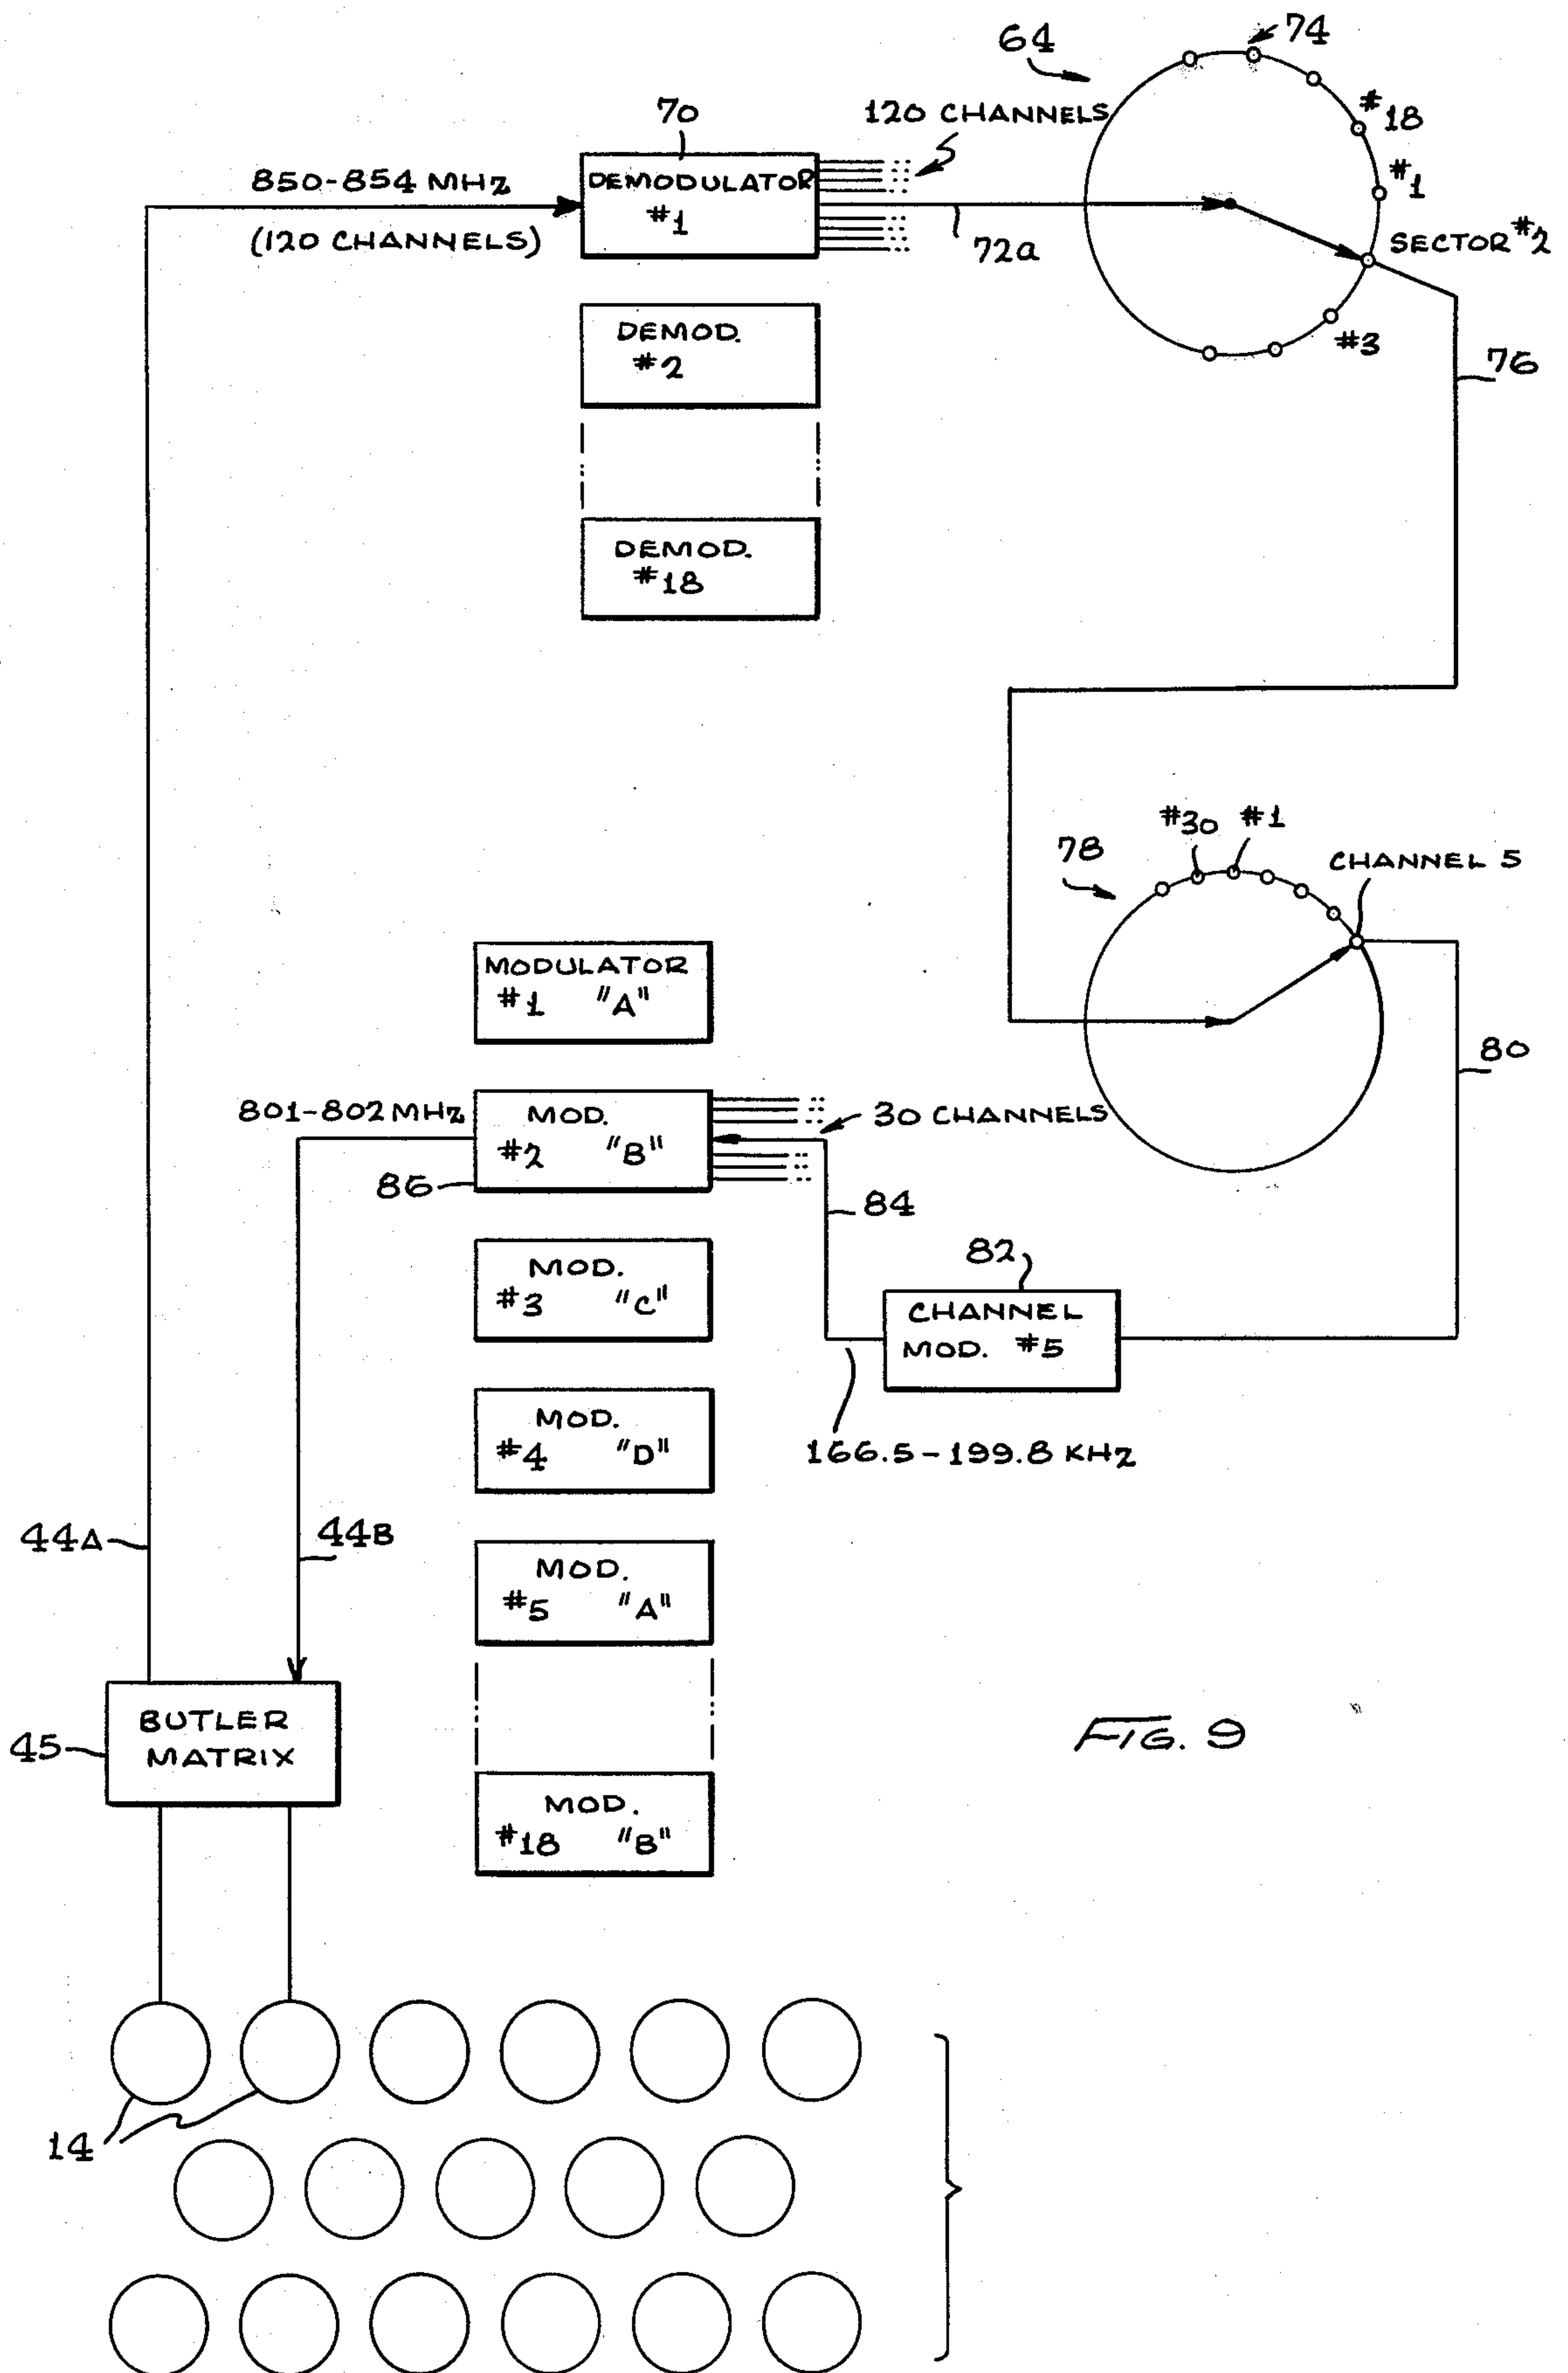 64
74
70
120 CHANNELS
#18
#1
850-854 MHz
(120 CHANNELS)
DEMODULATOR
#1
72a
SECTOR #2
#3
76
DEMOD.
#2
DEMOD.
#18
#30
#1
78
CHANNEL 5
MODULATOR
#1 "A"
80
801-802 MHz
MOD.
#2 "B"
30 CHANNELS
86
84
82
MOD.
#3 "C"
CHANNEL
MOD. #5
MOD.
#4 "D"
166.5-199.8 KHz
44A
44B
MOD.
#5 "A"
BUTLER
MATRIX
45
FIG. 9
MOD.
#18 "B"
14